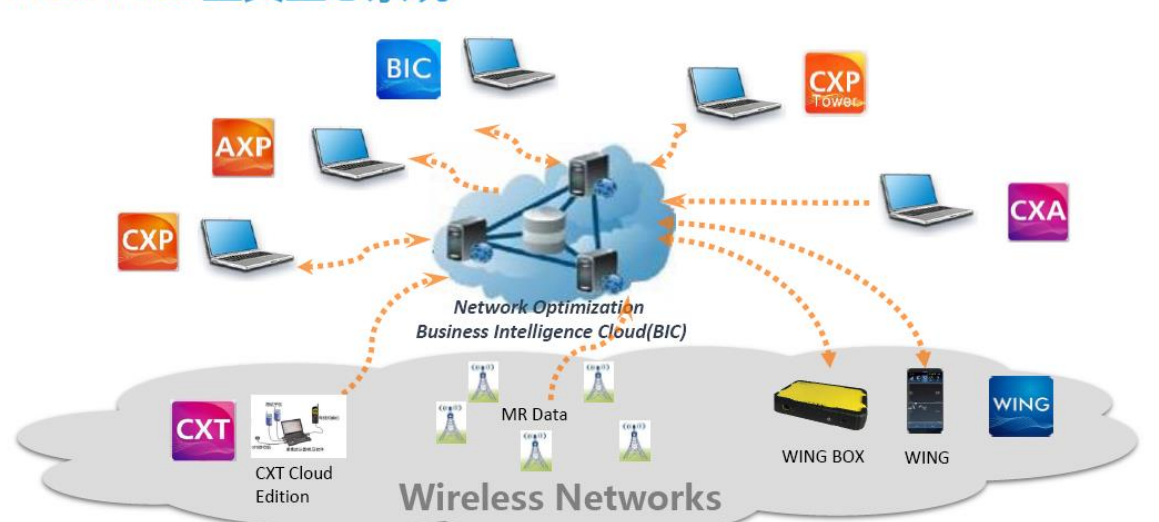 BIC
CXP
Tower
AXP
CXA
CXP
Network Optimization
Business Intelligence Cloud(BIC)
MR Data
CXT
WING
CXT Cloud
Edition
WING BOX
WING
Wireless Networks